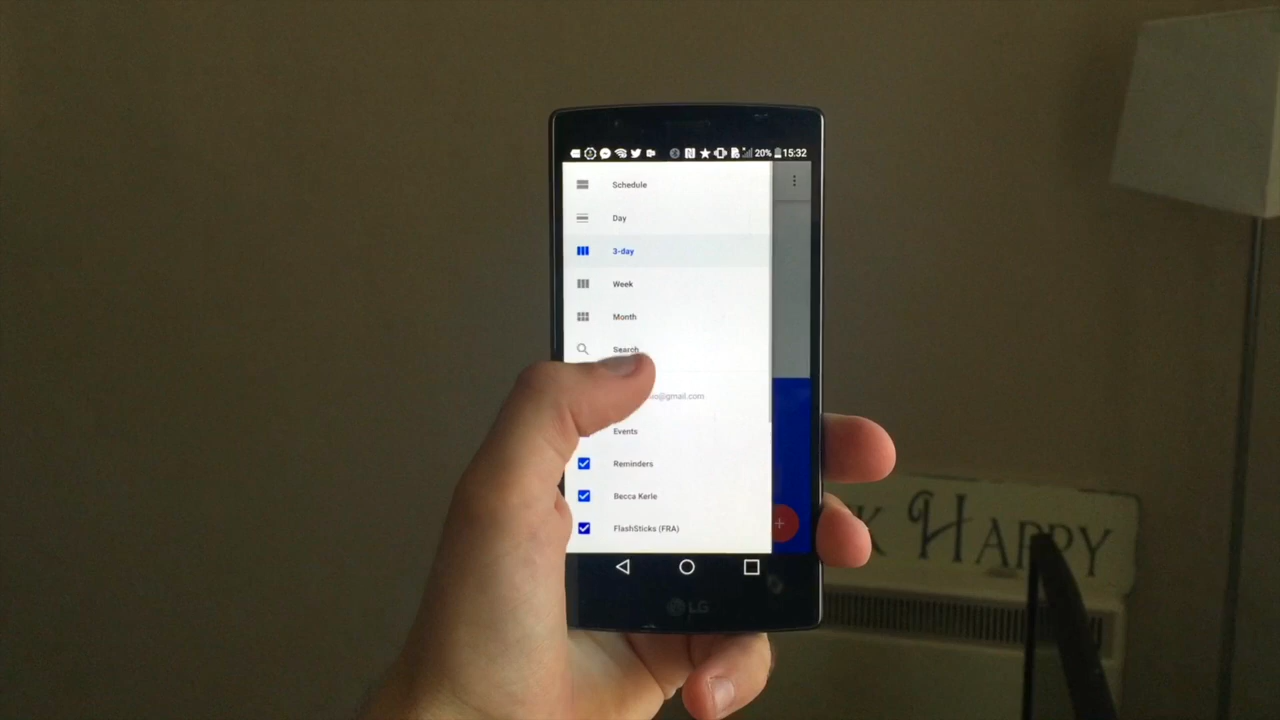 20% 15:32
Schedule
Day
3-day
Week
Month
Search
@gmail.com
Events
Reminders
Becca Kerle
FlashSticks (FRA)
LG
K HAPPY